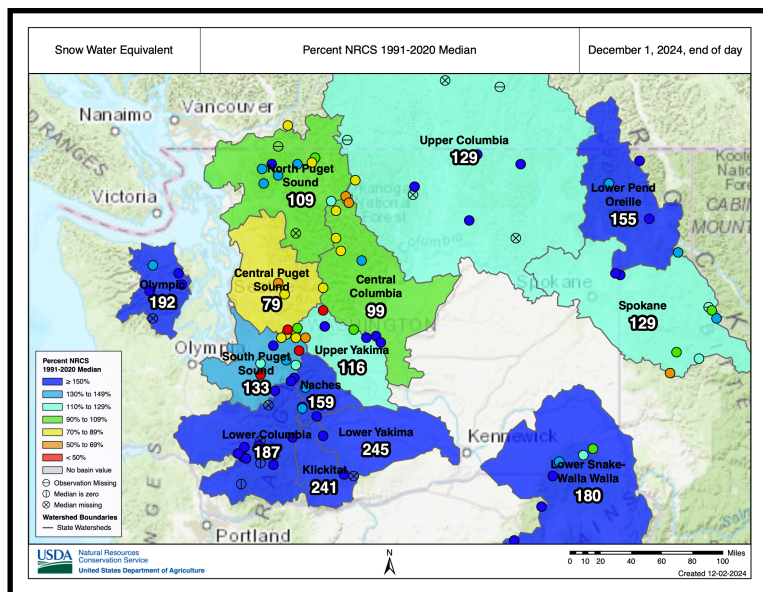 Snow Water Equivalent
Percent NRCS 1991-2020 Median
December 1, 2024, end of day
Nanaimo
Vancouver
Victoria
North Puget
Sound
109
Upper Columbia
129
Lower Pend
Oreille
155
Olympic
192
Central Puget
Sound
79
Central
Columbia
99
Spokane
Spokane
129
Olympia
South Puget
Sound
133
Upper Yakima
116
Naches
159
Lower Columbia
187
Lower Yakima
245
Klickitat
241
Kennewick
Lower Snake-
Walla Walla
180
Portland
CABIN
MOUNT
Percent NRCS
1991-2020 Median
≥ 150%
130% to 149%
110% to 129%
90% to 109%
70% to 89%
50% to 69%
< 50%
No basin value
Observation Missing
Median is zero
Median missing
Watershed Boundaries
State Watersheds
USDA
Natural Resources
Conservation Service
United States Department of Agriculture
N
0 10 20 40 60 80 100
Miles
Created 12-02-2024